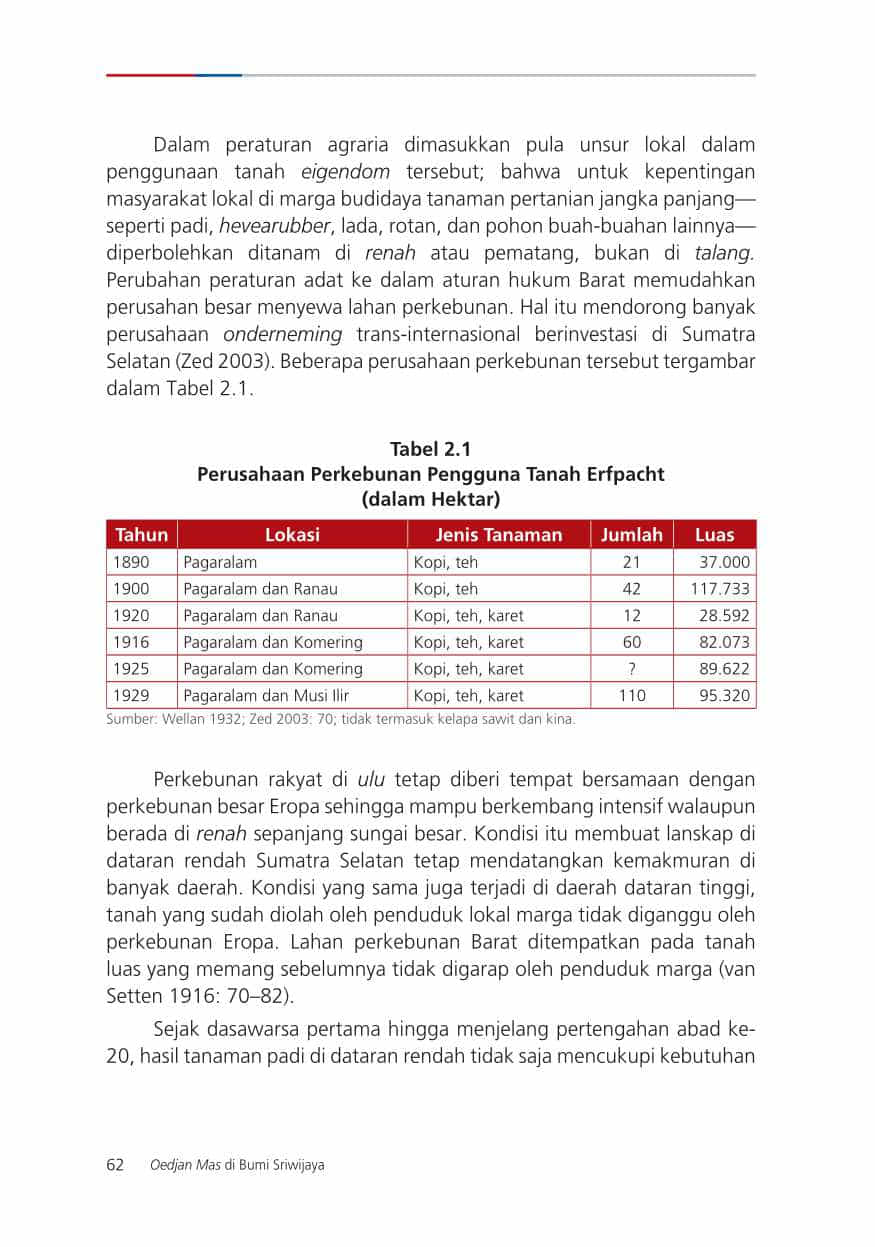 Dalam peraturan agraria dimasukkan pula unsur lokal dalam
penggunaan tanah eigendom tersebut; bahwa untuk kepentingan
masyarakat lokal di marga budidaya tanaman pertanian jangka panjang—
seperti padi, hevearubber, lada, rotan, dan pohon buah-buahan lainnya—
diperbolehkan ditanam di renah atau pematang, bukan di talang.
Perubahan peraturan adat ke dalam aturan hukum Barat memudahkan
perusahan besar menyewa lahan perkebunan. Hal itu mendorong banyak
perusahaan onderneming trans-internasional berinvestasi di Sumatra
Selatan (Zed 2003). Beberapa perusahaan perkebunan tersebut tergambar
dalam Tabel 2.1.
Tabel 2.1
Perusahaan Perkebunan Pengguna Tanah Erfpacht
(dalam Hektar)
Tahun Lokasi Jenis Tanaman Jumlah Luas
1890 Pagaralam Kopi, teh 21 37.000
1900 Pagaralam dan Ranau Kopi, teh 42 117.733
1920 Pagaralam dan Ranau Kopi, teh, karet 12 28.592
1916 Pagaralam dan Komering Kopi, teh, karet 60 82.073
1925 Pagaralam dan Komering Kopi, teh, karet ? 89.622
1929 Pagaralam dan Musi Ilir Kopi, teh, karet 110 95.320
Sumber: Wellan 1932; Zed 2003: 70; tidak termasuk kelapa sawit dan kina.
Perkebunan rakyat di ulu tetap diberi tempat bersamaan dengan
perkebunan besar Eropa sehingga mampu berkembang intensif walaupun
berada di renah sepanjang sungai besar. Kondisi itu membuat lanskap di
dataran rendah Sumatra Selatan tetap mendatangkan kemakmuran di
banyak daerah. Kondisi yang sama juga terjadi di daerah dataran tinggi,
tanah yang sudah diolah oleh penduduk lokal marga tidak diganggu oleh
perkebunan Eropa. Lahan perkebunan Barat ditempatkan pada tanah
luas yang memang sebelumnya tidak digarap oleh penduduk marga (van
Setten 1916: 70–82).
Sejak dasawarsa pertama hingga menjelang pertengahan abad ke-
20, hasil tanaman padi di dataran rendah tidak saja mencukupi kebutuhan
62 Oedjan Mas di Bumi Sriwijaya